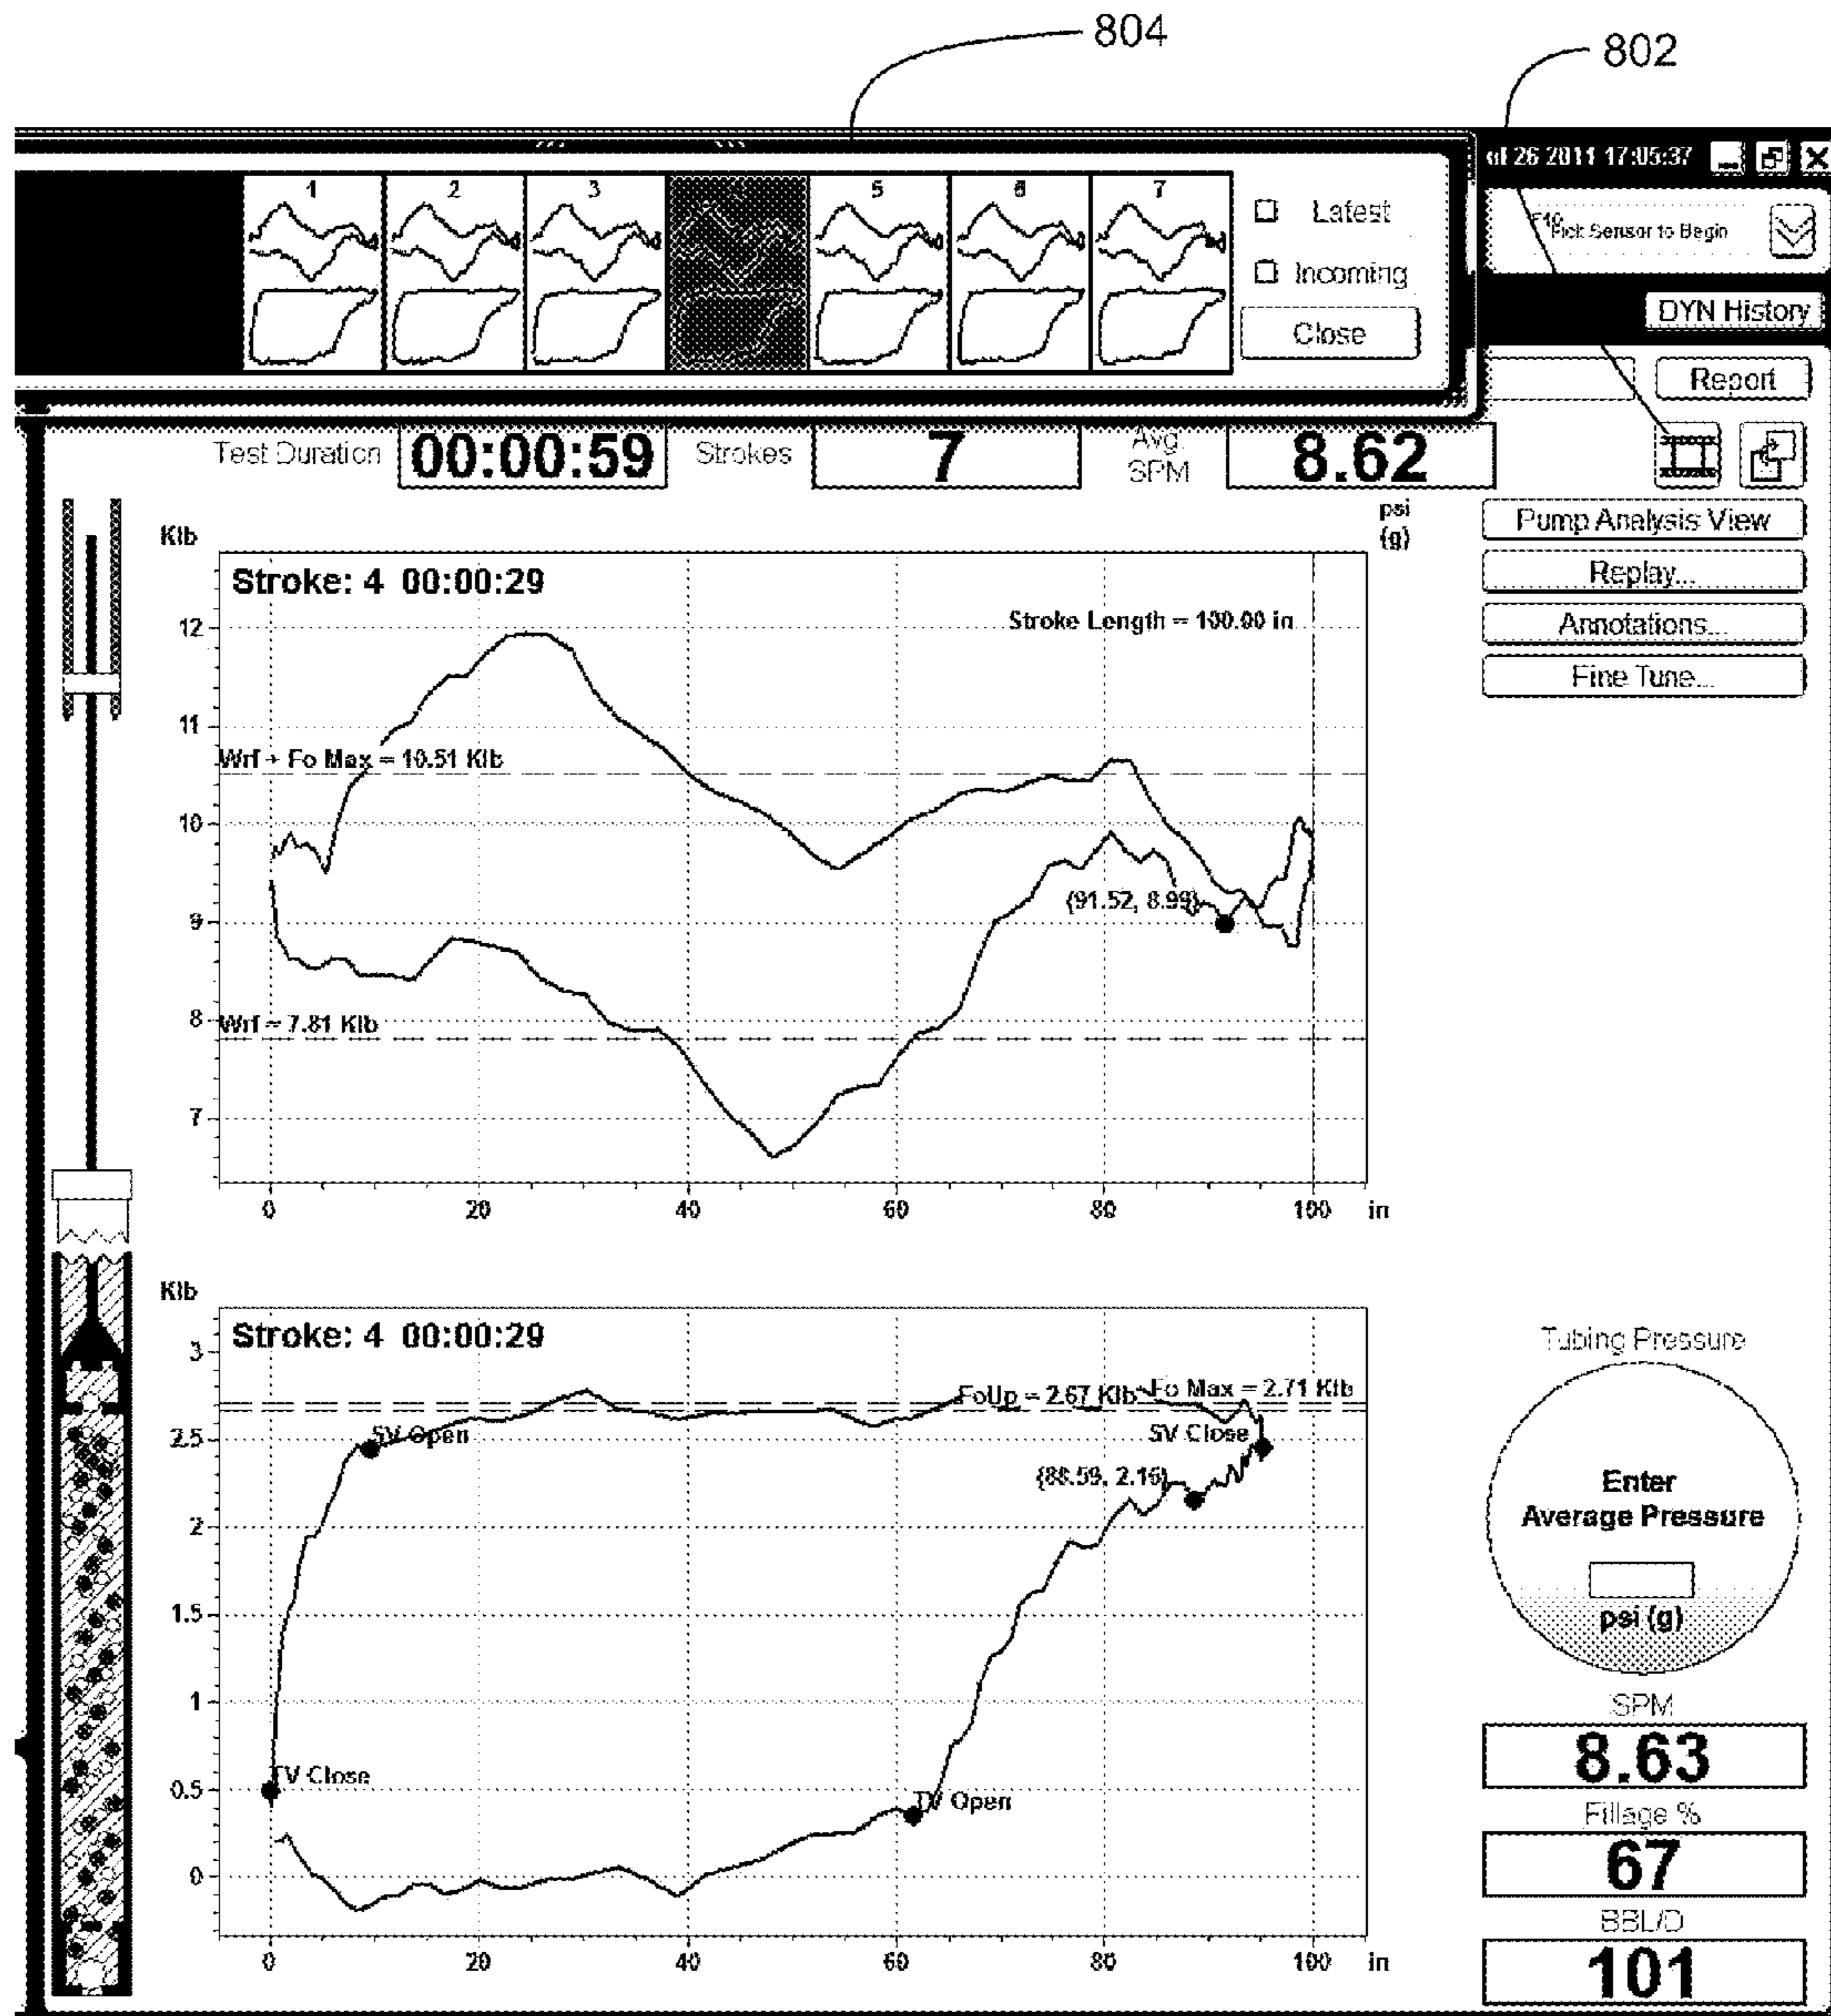 804
802
26 2011 17:05:37
1 2 3 5 6 7
Latest
Pick Sensor to Begin
Incoming
DYN History
Close
Report
Test Duration 00:00:59 Strokes 7 Avg. SPM 8.62
Klb
psi (g)
Pump Analysis View
Replay...
Annotations...
Fine Tune...
Stroke: 4 00:00:29
Stroke Length = 100.00 in
12
11
Wrf + Fo Max = 10.51 Klb
10
(91.52, 8.99)
9
8
Wrf = 7.81 Klb
7
0 20 40 60 80 100 in
Klb
Stroke: 4 00:00:29
3
FoUp = 2.67 Klb Fo Max = 2.71 Klb
2.5
SV Open
SV Close
(88.59, 2.16)
2
1.5
1
TV Close
0.5
TV Open
0
0 20 40 60 80 100 in
Tubing Pressure
Enter
Average Pressure
psi (g)
SPM
8.63
Fillage %
67
BBL/D
101